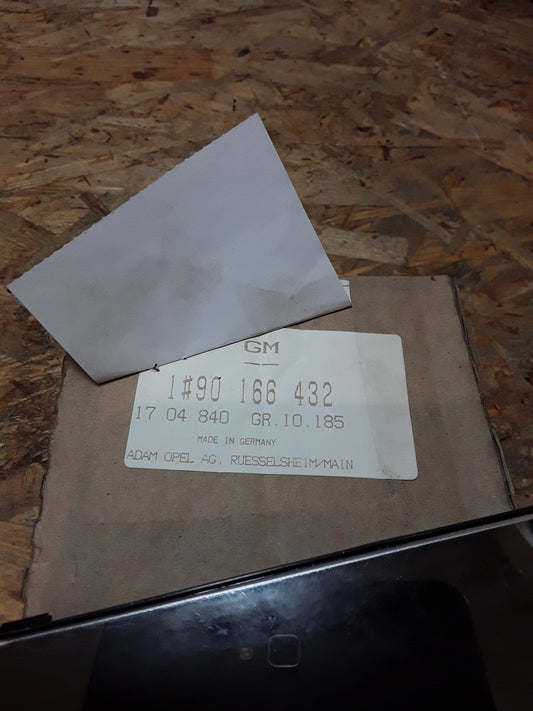 GM
1#90 166 432
17 04 840 GR.10.185
MADE IN GERMANY
ADAM OPEL AG, RUESSELSHEIM/MAIN